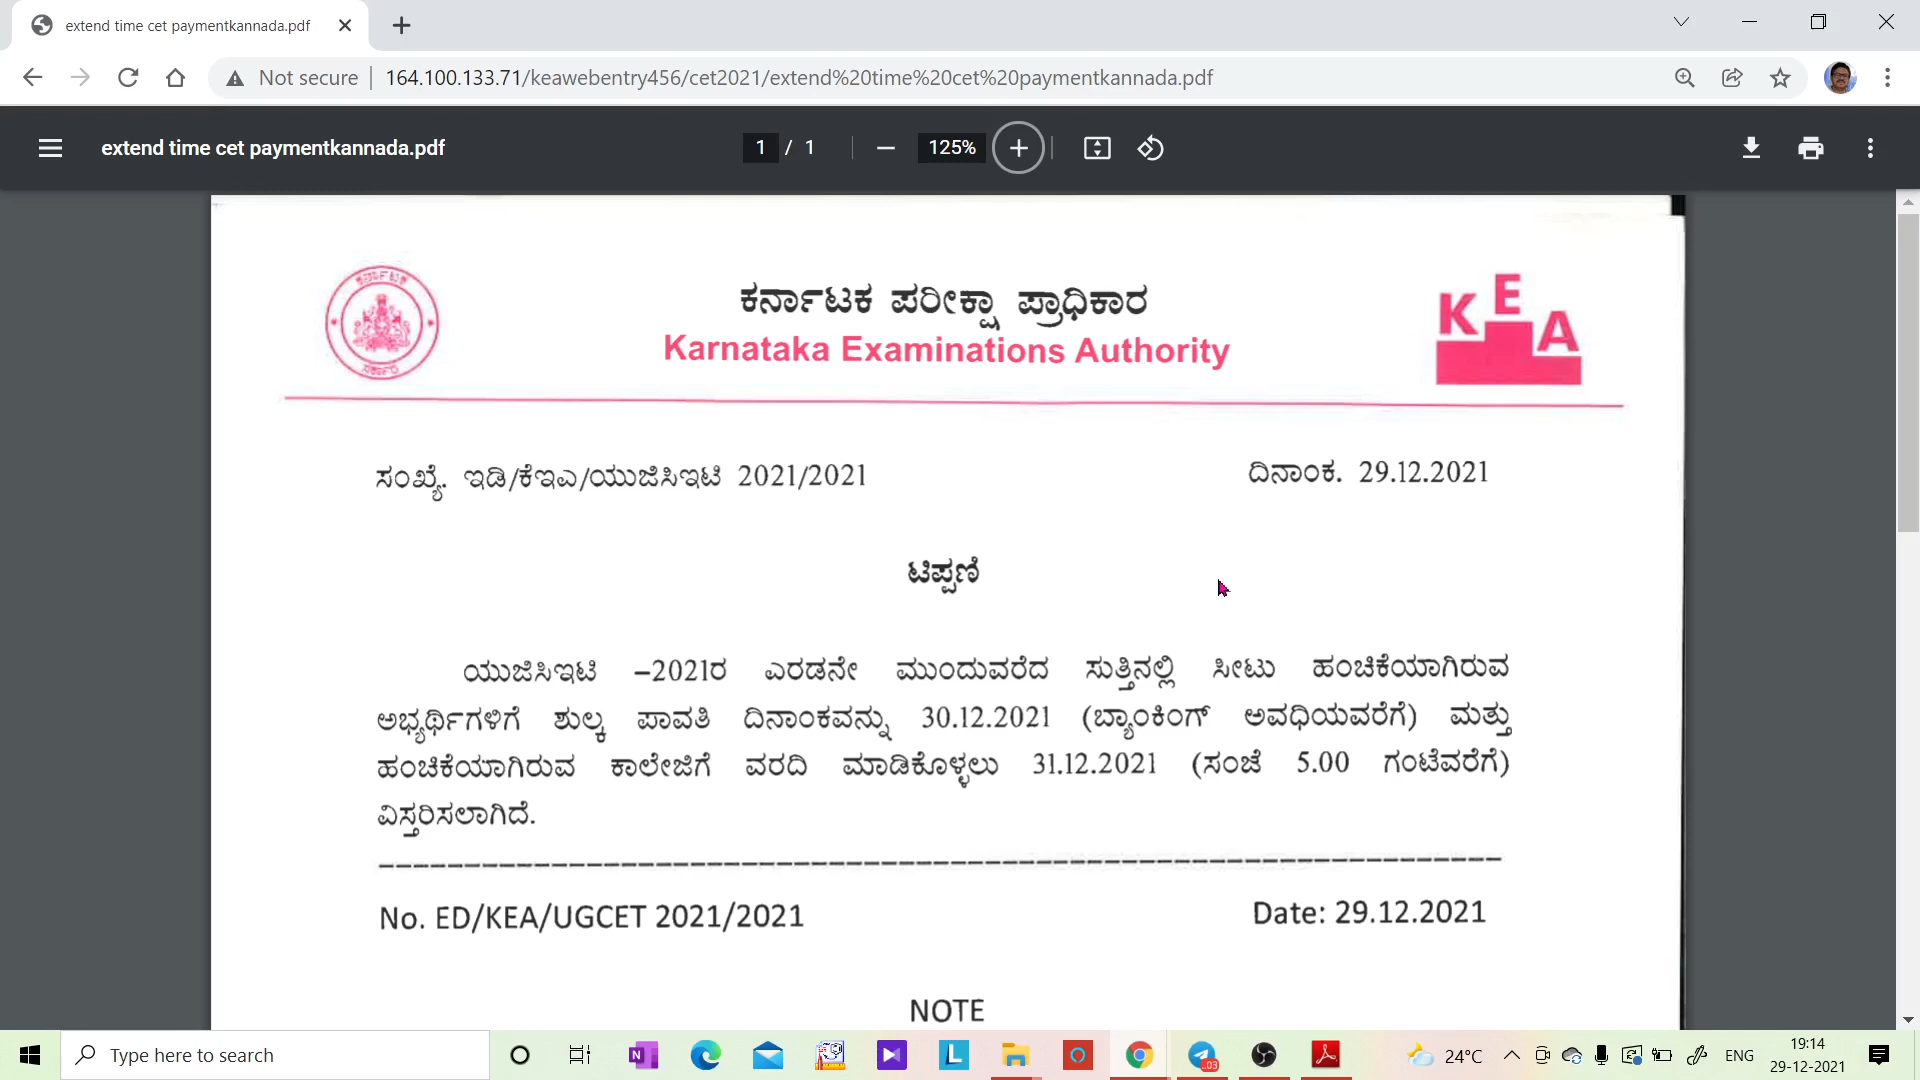 extend time cet paymentkannada.pdf
Not secure
164.100.133.71/keawebentry456/cet2021/extend%20time%20cet%20paymentkannada.pdf
extend time cet paymentkannada.pdf
1 / 1
125%
ಕರ್ನಾಟಕ
ಸರ್ಕಾರ
ಕರ್ನಾಟಕ ಪರೀಕ್ಷಾ ಪ್ರಾಧಿಕಾರ
Karnataka Examinations Authority
KEA
ಸಂಖ್ಯೆ. ಇಡಿ/ಕೆಇಎ/ಯುಜಿಸಿಇಟಿ 2021/2021 ದಿನಾಂಕ. 29.12.2021
ಟಿಪ್ಪಣಿ
ಯುಜಿಸಿಇಟಿ –2021ರ ಎರಡನೇ ಮುಂದುವರೆದ ಸುತ್ತಿನಲ್ಲಿ ಸೀಟು ಹಂಚಿಕೆಯಾಗಿರುವ
ಅಭ್ಯರ್ಥಿಗಳಿಗೆ ಶುಲ್ಕ ಪಾವತಿ ದಿನಾಂಕವನ್ನು 30.12.2021 (ಬ್ಯಾಂಕಿಂಗ್ ಅವಧಿಯವರೆಗೆ) ಮತ್ತು
ಹಂಚಿಕೆಯಾಗಿರುವ ಕಾಲೇಜಿಗೆ ವರದಿ ಮಾಡಿಕೊಳ್ಳಲು 31.12.2021 (ಸಂಜೆ 5.00 ಗಂಟೆವರೆಗೆ)
ವಿಸ್ತರಿಸಲಾಗಿದೆ.
No. ED/KEA/UGCET 2021/2021 Date: 29.12.2021
NOTE
Type here to search
24°C
ENG
19:14
29-12-2021